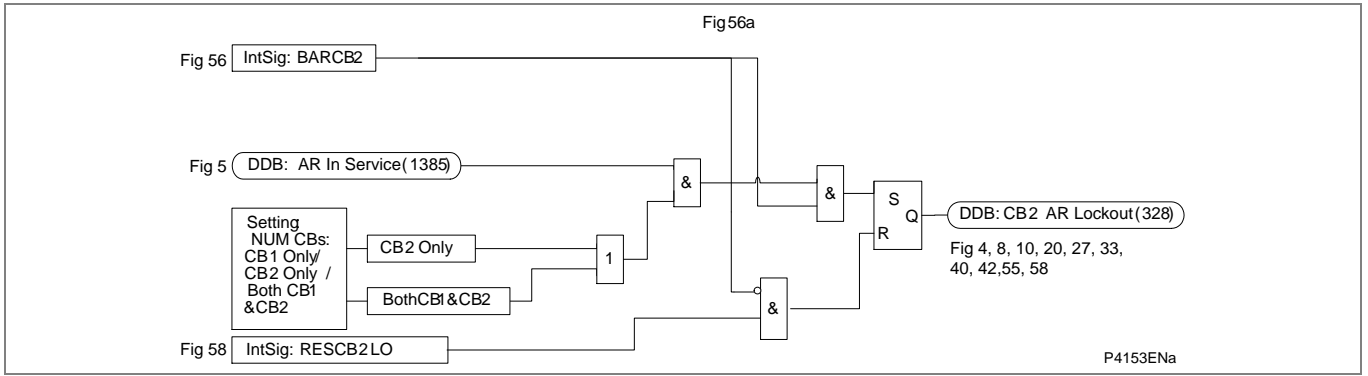 Fig 56a
Fig 56
IntSig: BARCB2
Fig 5
DDB: AR In Service(1385)
&
&
S
Q
R
DDB: CB2 AR Lockout(328)
Fig 4, 8, 10, 20, 27, 33,
40, 42,55, 58
Setting
NUM CBs:
CB1 Only/
CB2 Only /
Both CB1
&CB2
CB2 Only
1
BothCB1&CB2
&
Fig 58
IntSig: RESCB2LO
P4153ENa